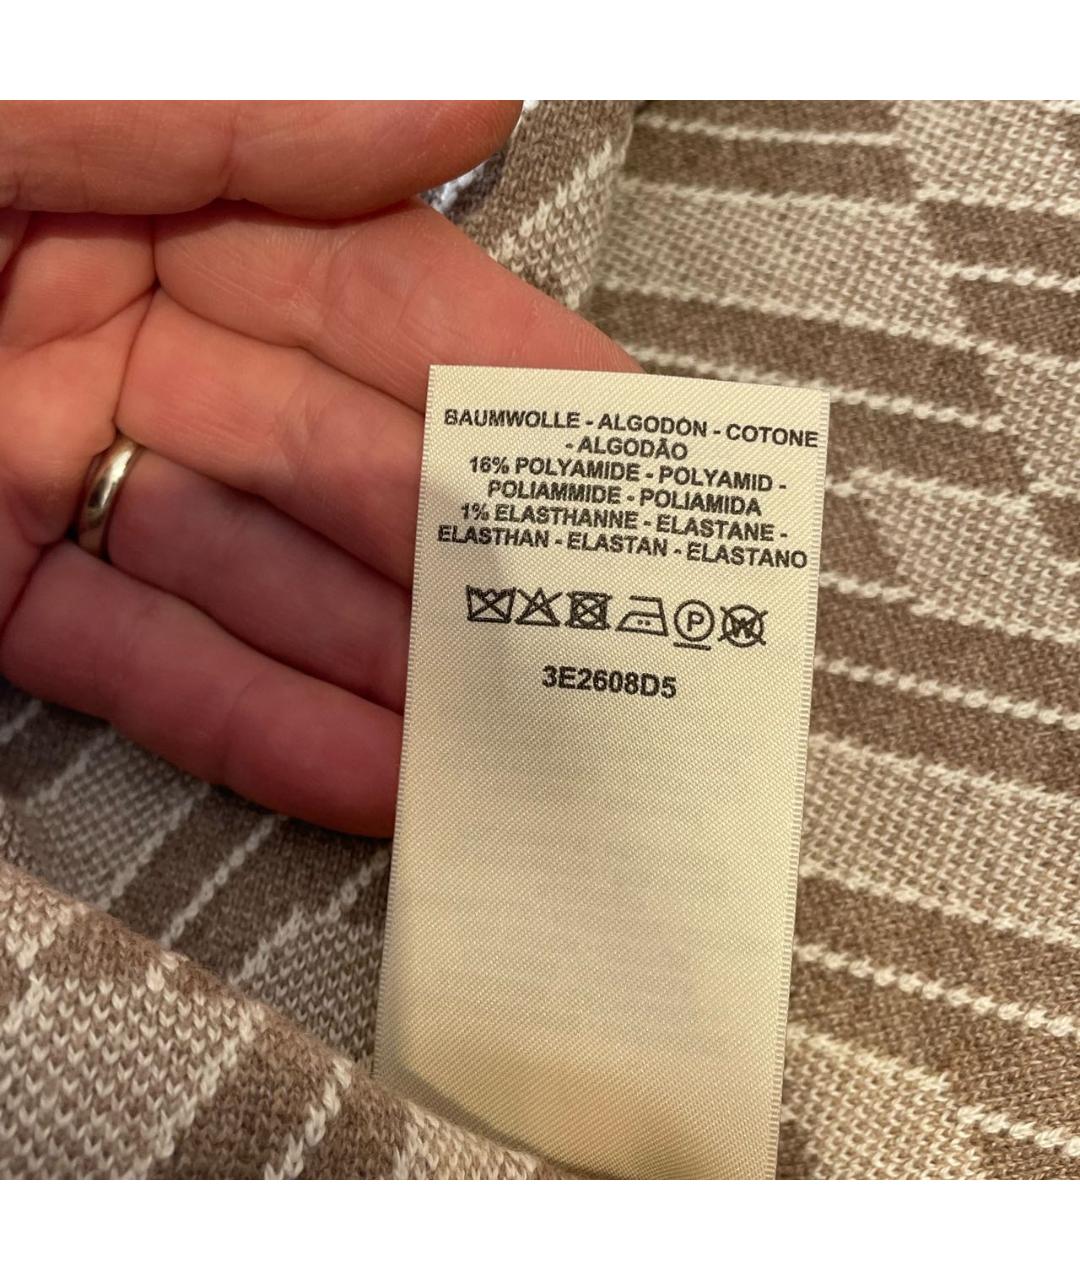 BAUMWOLLE - ALGODÓN - COTONE
- ALGODÃO
16% POLYAMIDE - POLYAMID -
POLIAMMIDE - POLIAMIDA
1% ELASTHANNE - ELASTANE -
ELASTHAN - ELASTAN - ELASTANO
P W
3E2608D5